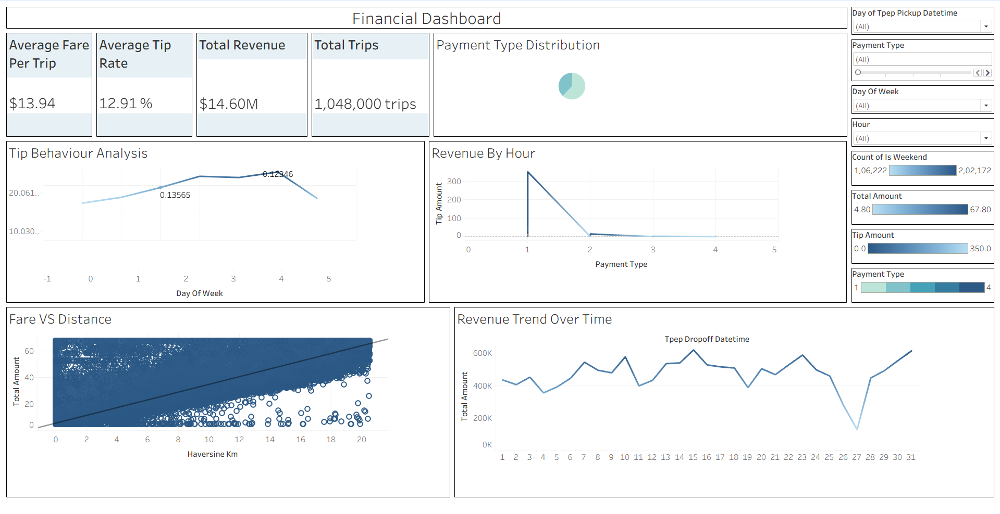 Financial Dashboard
Average Fare
Per Trip
$13.94
Average Tip
Rate
12.91 %
Total Revenue
$14.60M
Total Trips
1,048,000 trips
Payment Type Distribution
Day of Tpep Pickup Datetime
(All)
Payment Type
(All)
Day Of Week
(All)
Hour
(All)
Count of Is Weekend
1,06,222 2,02,172
Total Amount
4.80 67.80
Tip Amount
0.0 350.0
Payment Type
1 4
Tip Behaviour Analysis
20.061..
10.030..
0.13565
0.12346
-1 0 1 2 3 4 5
Day Of Week
Revenue By Hour
Tip Amount
300
200
100
0
0 1 2 3 4 5
Payment Type
Fare VS Distance
Total Amount
60
40
20
0
0 2 4 6 8 10 12 14 16 18 20
Haversine Km
Revenue Trend Over Time
Tpep Dropoff Datetime
Total Amount
600K
400K
200K
0K
1 2 3 4 5 6 7 8 9 10 11 12 13 14 15 16 17 18 19 20 21 22 23 24 25 26 27 28 29 30 31